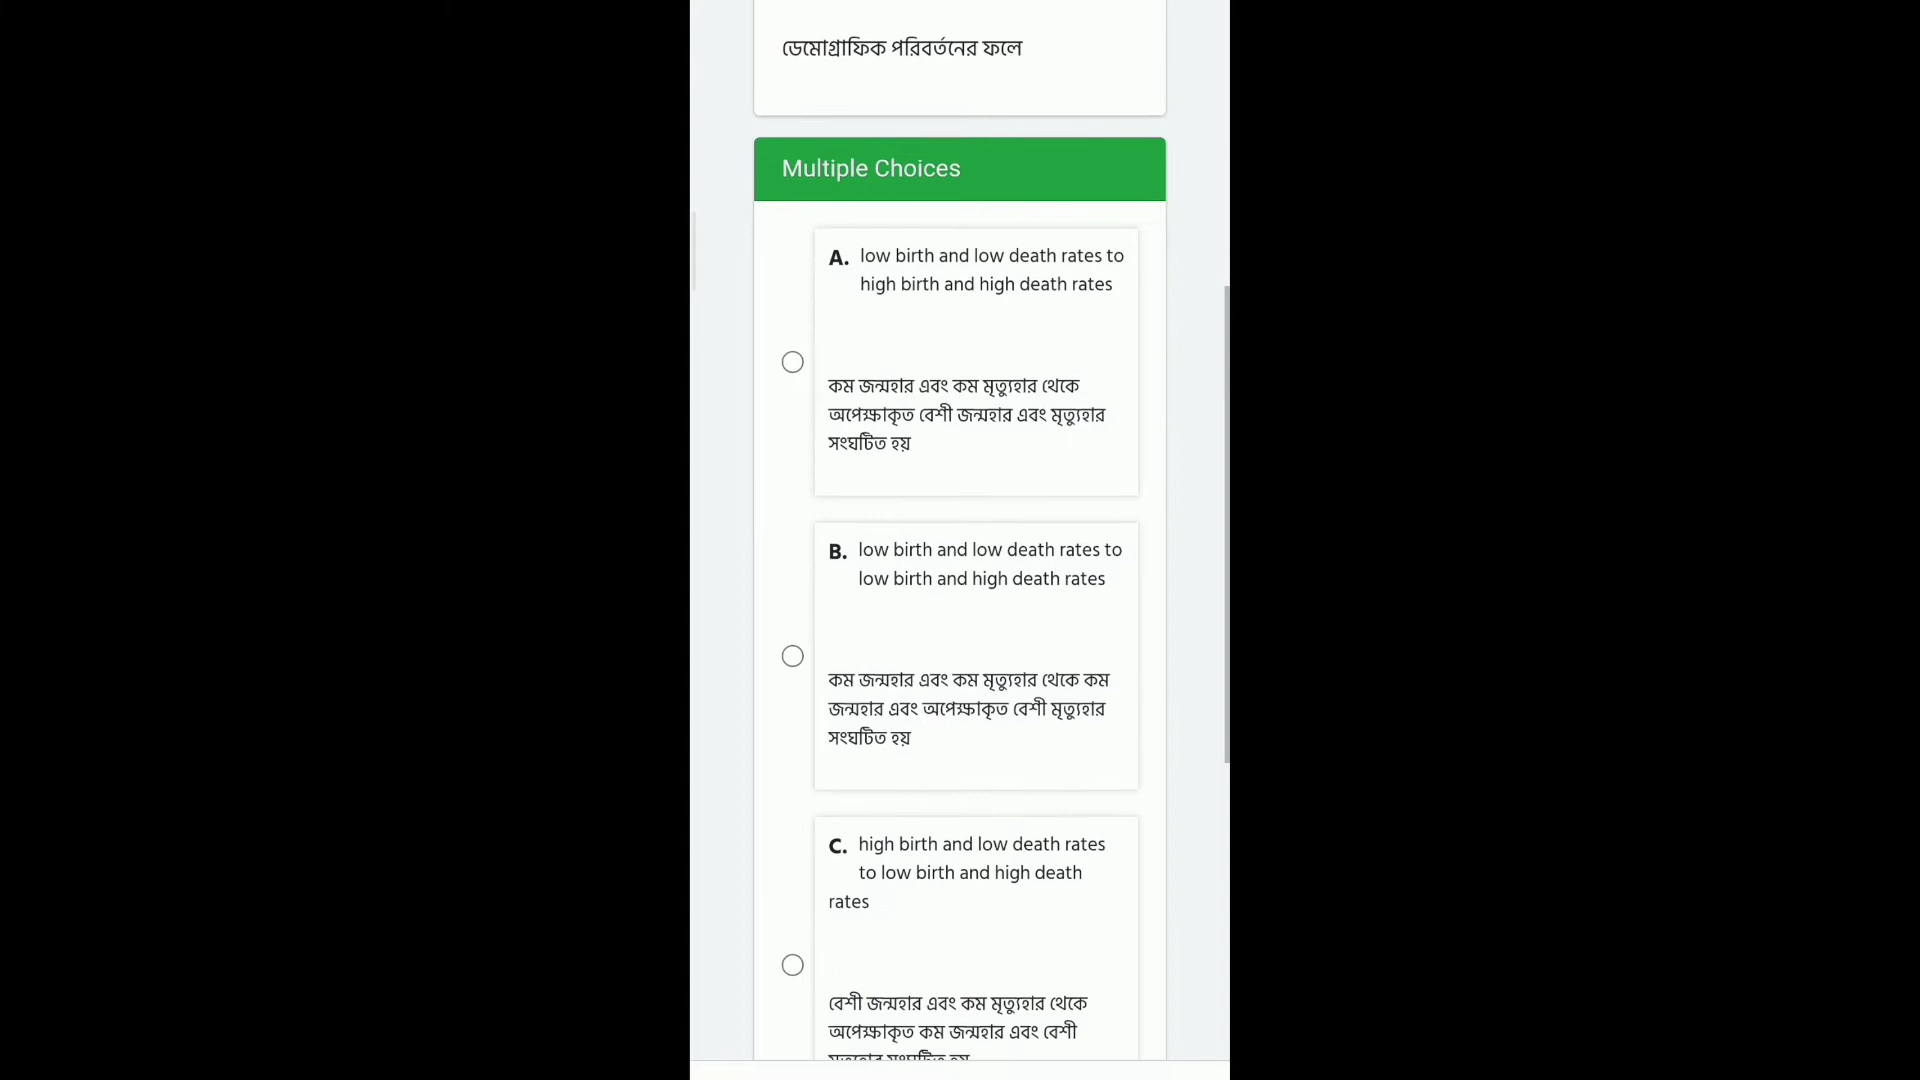 ডেমোগ্রাফিক পরিবর্তনের ফলে
Multiple Choices
A. low birth and low death rates to
high birth and high death rates
কম জন্মহার এবং কম মৃত্যুহার থেকে
অপেক্ষাকৃত বেশী জন্মহার এবং মৃত্যুহার
সংঘটিত হয়
B. low birth and low death rates to
low birth and high death rates
কম জন্মহার এবং কম মৃত্যুহার থেকে কম
জন্মহার এবং অপেক্ষাকৃত বেশী মৃত্যুহার
সংঘটিত হয়
C. high birth and low death rates
to low birth and high death
rates
বেশী জন্মহার এবং কম মৃত্যুহার থেকে
অপেক্ষাকৃত কম জন্মহার এবং বেশী